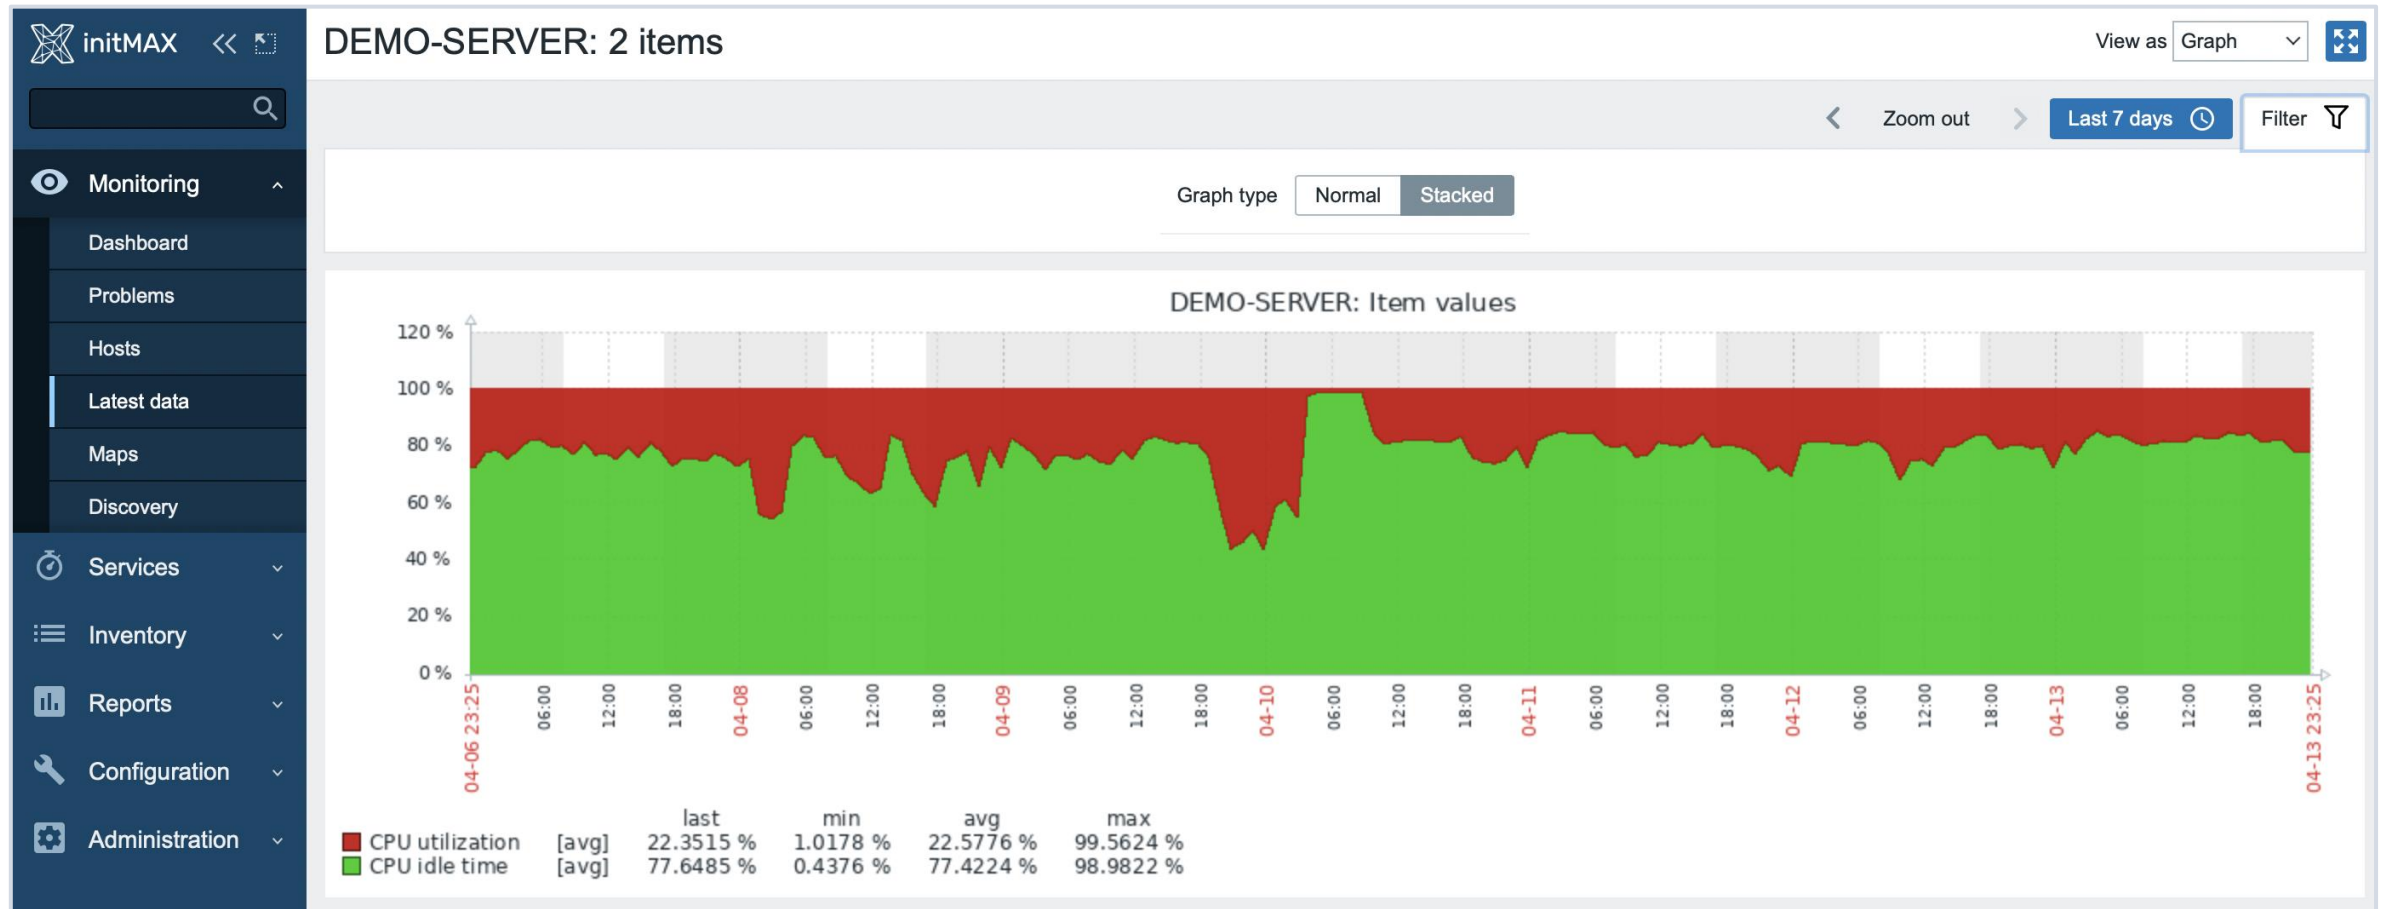 initMAX
DEMO-SERVER: 2 items
View as Graph
Zoom out Last 7 days Filter
Monitoring
Dashboard
Problems
Hosts
Latest data
Maps
Discovery
Services
Inventory
Reports
Configuration
Administration
Graph type Normal Stacked
DEMO-SERVER: Item values
120 %
100 %
80 %
60 %
40 %
20 %
0 %
04-06 23:25 06:00 12:00 18:00 04-08 06:00 12:00 18:00 04-09 06:00 12:00 18:00 04-10 06:00 12:00 18:00 04-11 06:00 12:00 18:00 04-12 06:00 12:00 18:00 04-13 06:00 12:00 18:00 04-13 23:25
last min avg max
CPU utilization [avg] 22.3515 % 1.0178 % 22.5776 % 99.5624 %
CPU idle time [avg] 77.6485 % 0.4376 % 77.4224 % 98.9822 %